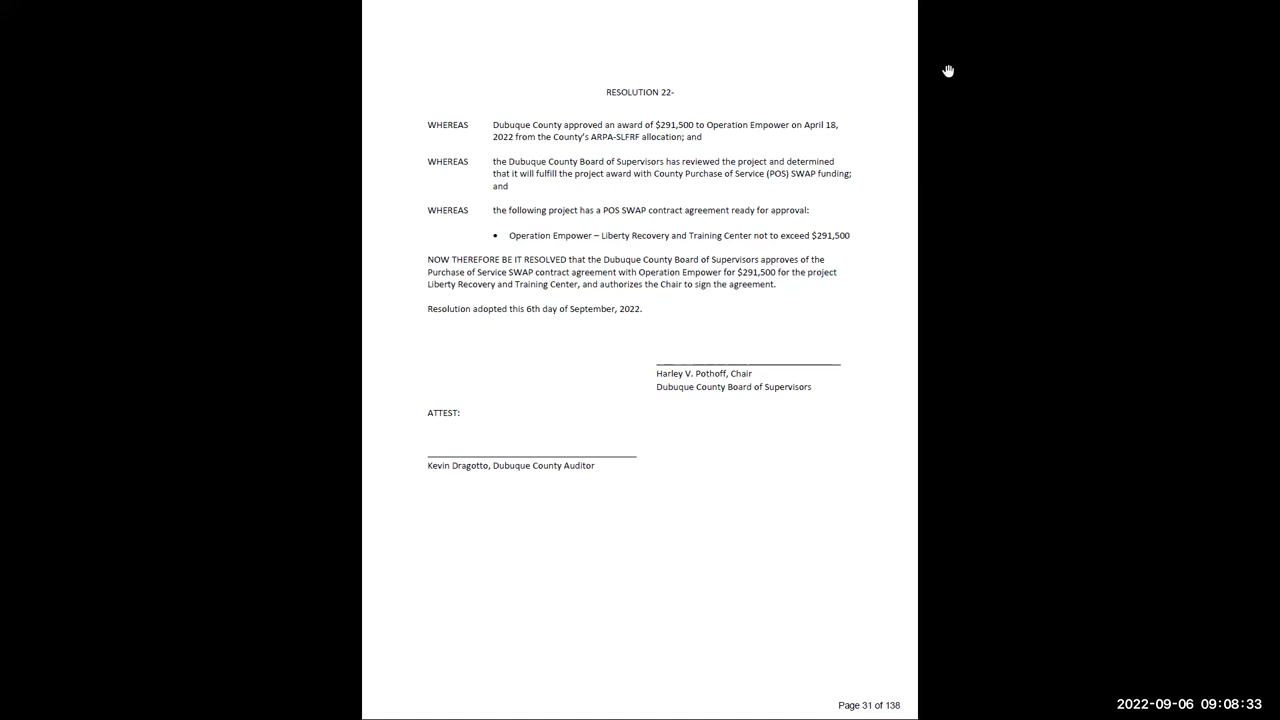 RESOLUTION 22-
WHEREAS Dubuque County approved an award of $291,500 to Operation Empower on April 18,
2022 from the County's ARPA-SLFRF allocation; and
WHEREAS the Dubuque County Board of Supervisors has reviewed the project and determined
that it will fulfill the project award with County Purchase of Service (POS) SWAP funding;
and
WHEREAS the following project has a POS SWAP contract agreement ready for approval:
• Operation Empower – Liberty Recovery and Training Center not to exceed $291,500
NOW THEREFORE BE IT RESOLVED that the Dubuque County Board of Supervisors approves of the
Purchase of Service SWAP contract agreement with Operation Empower for $291,500 for the project
Liberty Recovery and Training Center, and authorizes the Chair to sign the agreement.
Resolution adopted this 6th day of September, 2022.
Harley V. Pothoff, Chair
Dubuque County Board of Supervisors
ATTEST:
Kevin Dragotto, Dubuque County Auditor
Page 31 of 138
2022-09-06 09:08:33